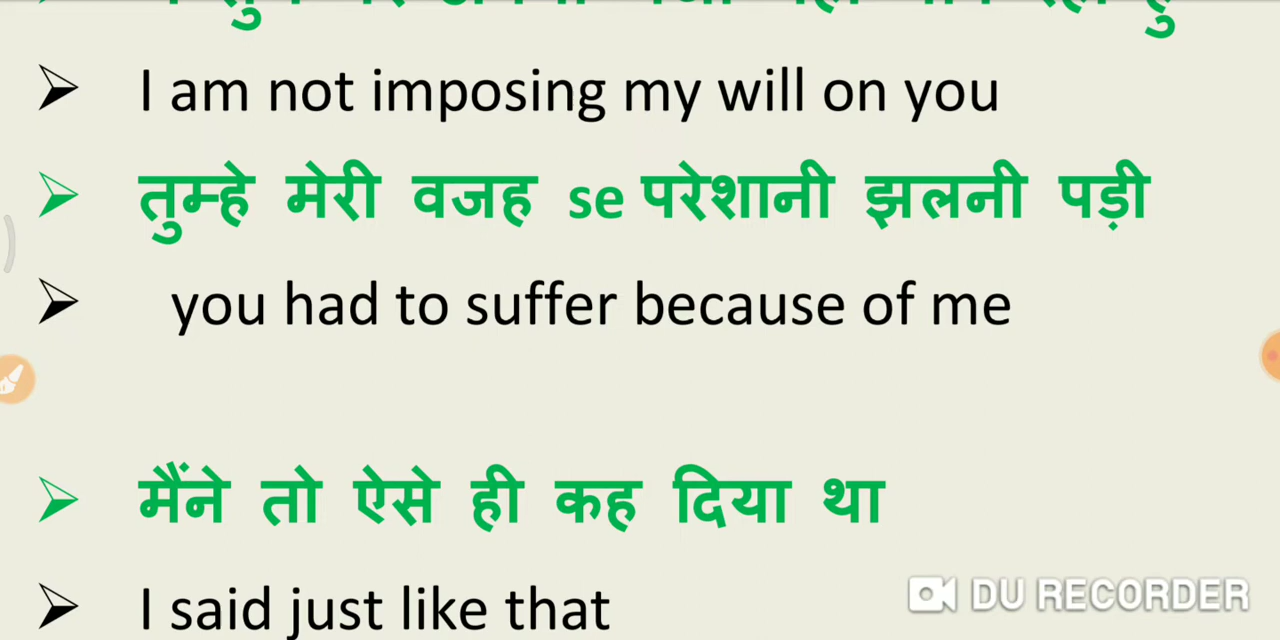 I am not imposing my will on you
तुम्हे मेरी वजह se परेशानी झलनी पड़ी
you had to suffer because of me
मैंने तो ऐसे ही कह दिया था
I said just like that
DU RECORDER